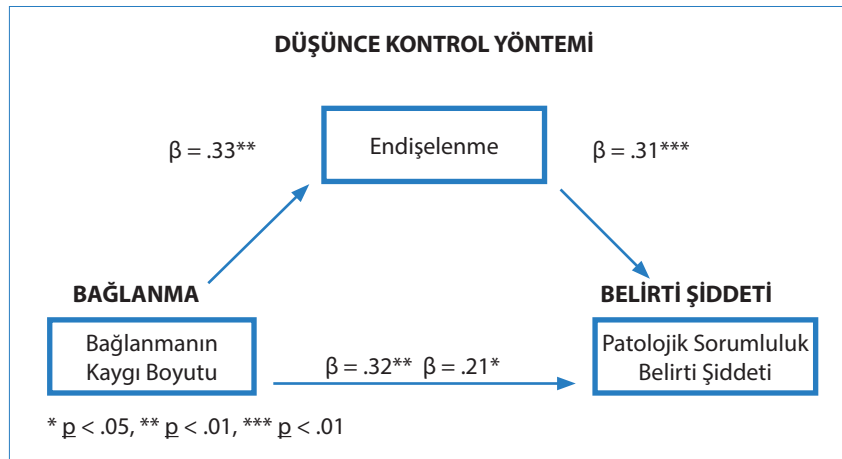 DÜŞÜNCE KONTROL YÖNTEMİ
β = .33**
Endişelenme
β = .31***
BAĞLANMA
BELİRTİ ŞİDDETİ
Bağlanmanın
Kaygı Boyutu
β = .32** β = .21*
Patolojik Sorumluluk
Belirti Şiddeti
* p < .05, ** p < .01, *** p < .01